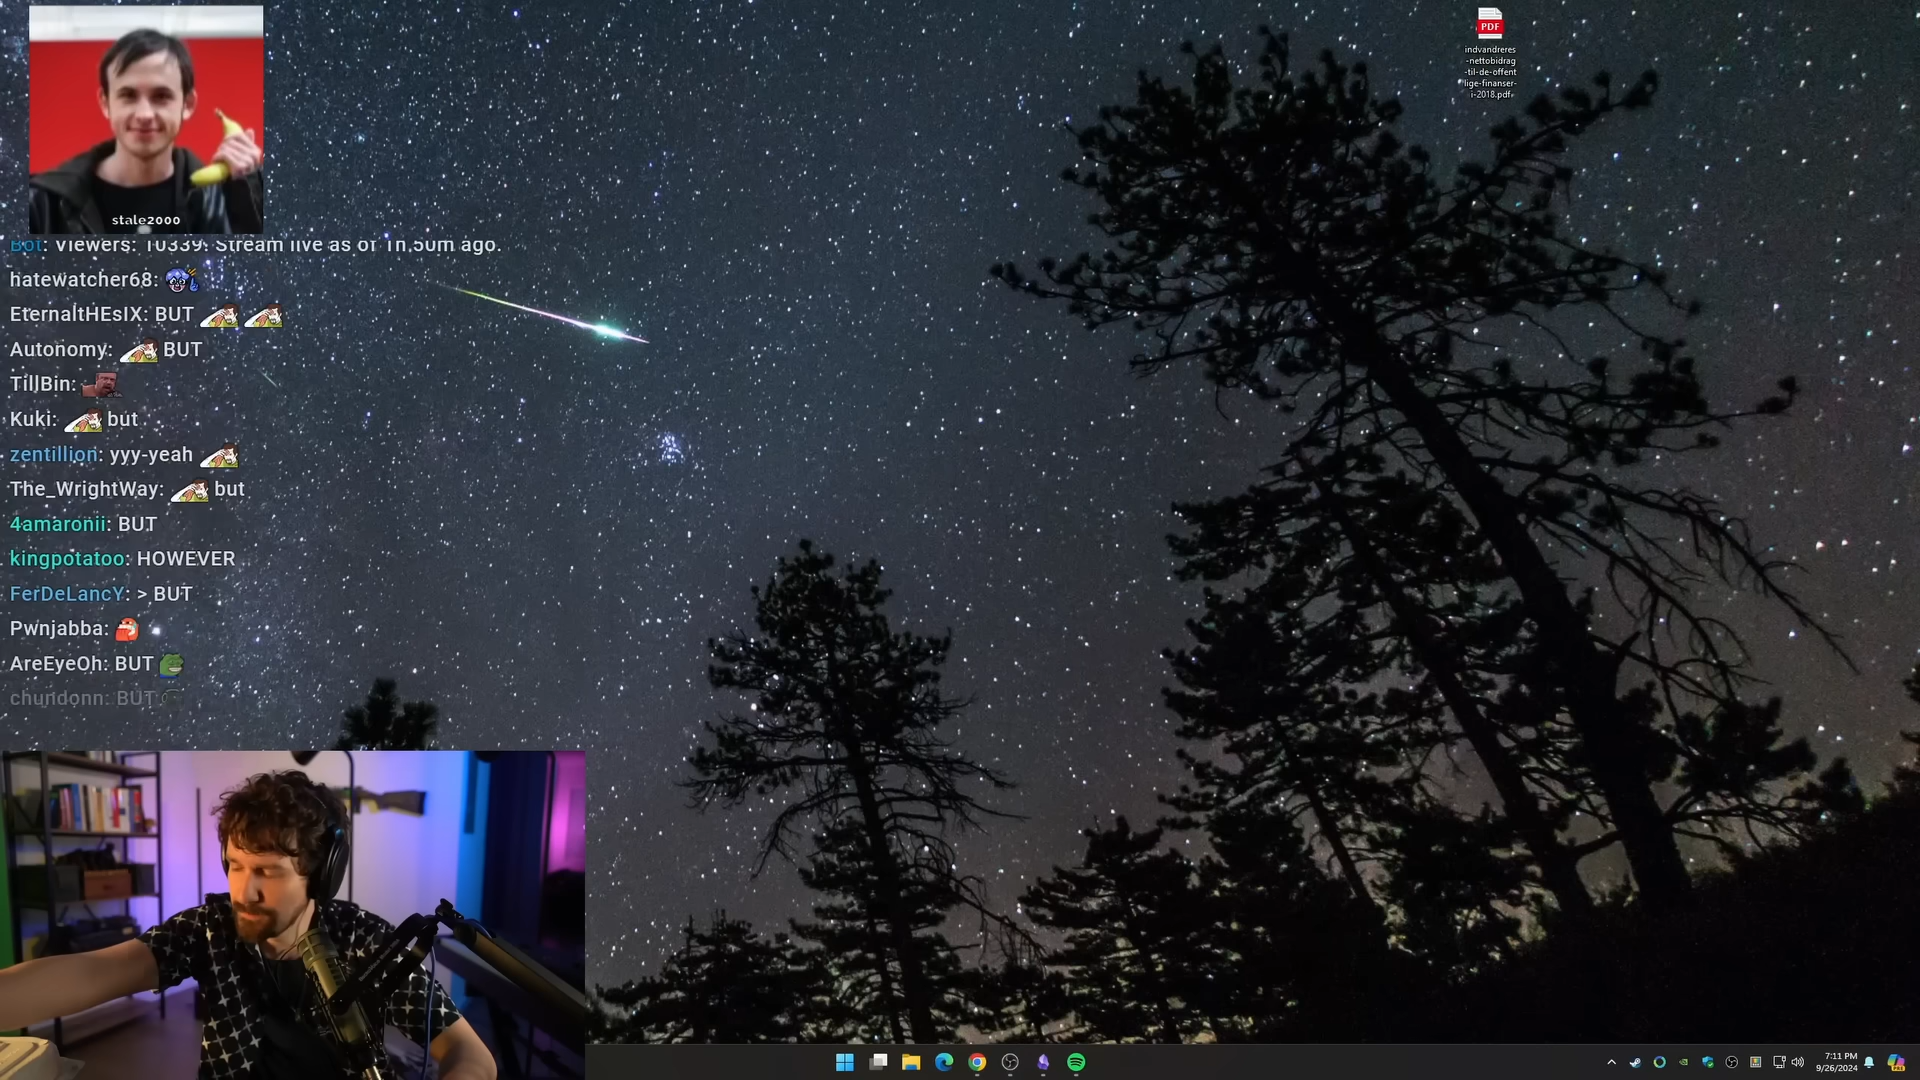 stale2000
Bot: Viewers: 10339. Stream live as of 1h 50m ago.
hatewatcher68:
EternaltHEsIX: BUT
Autonomy: BUT
TillBin:
Kuki: but
zentillion: yyy-yeah
The_WrightWay: but
4amaronii: BUT
kingpotatoo: HOWEVER
FerDeLancY: > BUT
Pwnjabba:
AreEyeOh: BUT
chundonn: BUT
PDF
indvandreres
-nettobidrag
-til-de-offent
lige-finanser-
i-2018.pdf
7:11 PM
9/26/2024